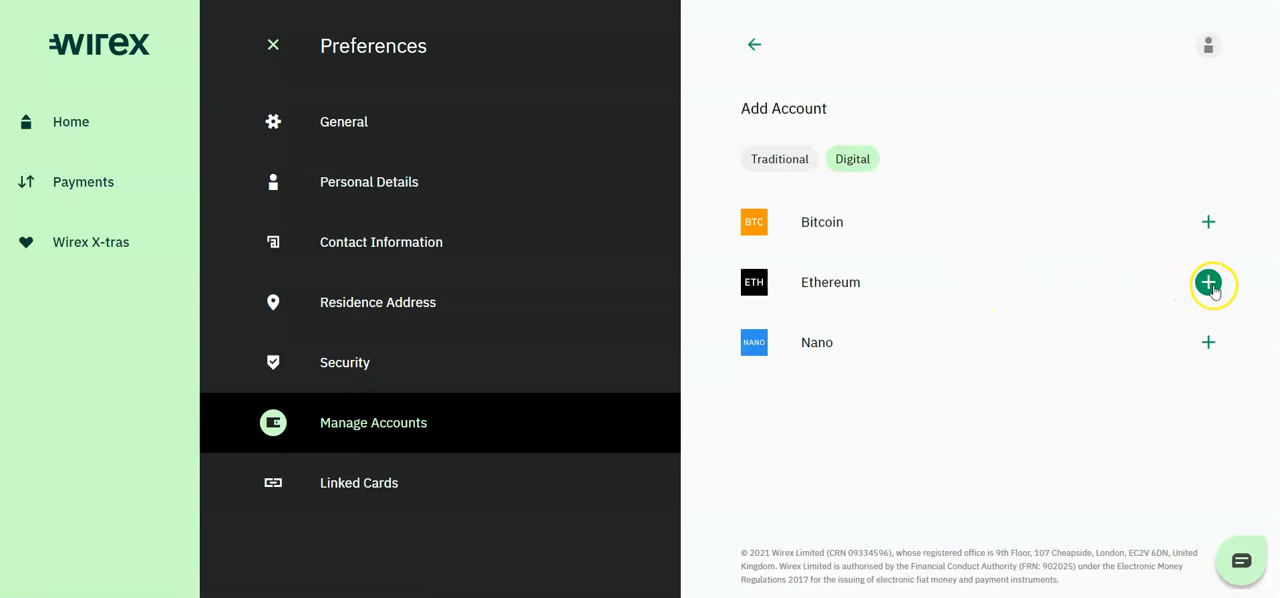 wirex
Home
Payments
Wirex X-tras
Preferences
General
Personal Details
Contact Information
Residence Address
Security
Manage Accounts
Linked Cards
Add Account
Traditional Digital
BTC Bitcoin
ETH Ethereum
NANO Nano
© 2021 Wirex Limited (CRN 09334596), whose registered office is 9th Floor, 107 Cheapside, London, EC2V 6DN, United
Kingdom. Wirex Limited is authorised by the Financial Conduct Authority (FRN: 902025) under the Electronic Money
Regulations 2017 for the issuing of electronic fiat money and payment instruments.